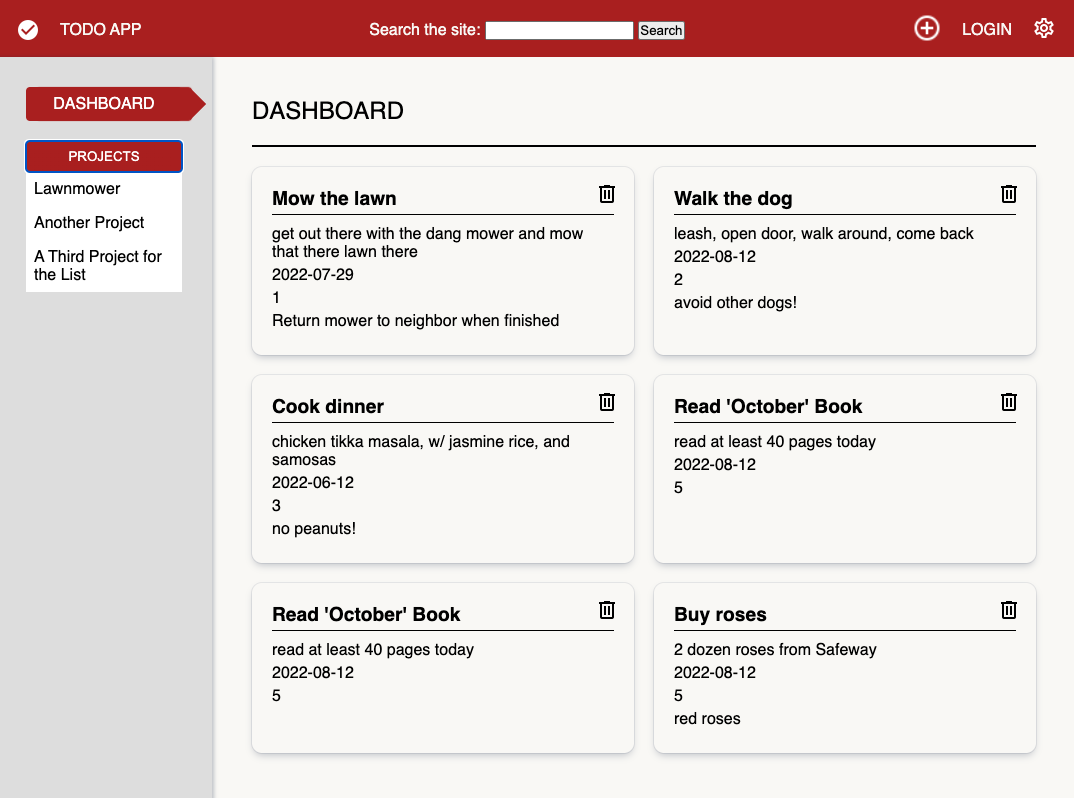 TODO APP
Search the site:
Search
LOGIN
DASHBOARD
PROJECTS
Lawnmower
Another Project
A Third Project for
the List
DASHBOARD
Mow the lawn
get out there with the dang mower and mow
that there lawn there
2022-07-29
1
Return mower to neighbor when finished
Walk the dog
leash, open door, walk around, come back
2022-08-12
2
avoid other dogs!
Cook dinner
chicken tikka masala, w/ jasmine rice, and
samosas
2022-06-12
3
no peanuts!
Read 'October' Book
read at least 40 pages today
2022-08-12
5
Read 'October' Book
read at least 40 pages today
2022-08-12
5
Buy roses
2 dozen roses from Safeway
2022-08-12
5
red roses